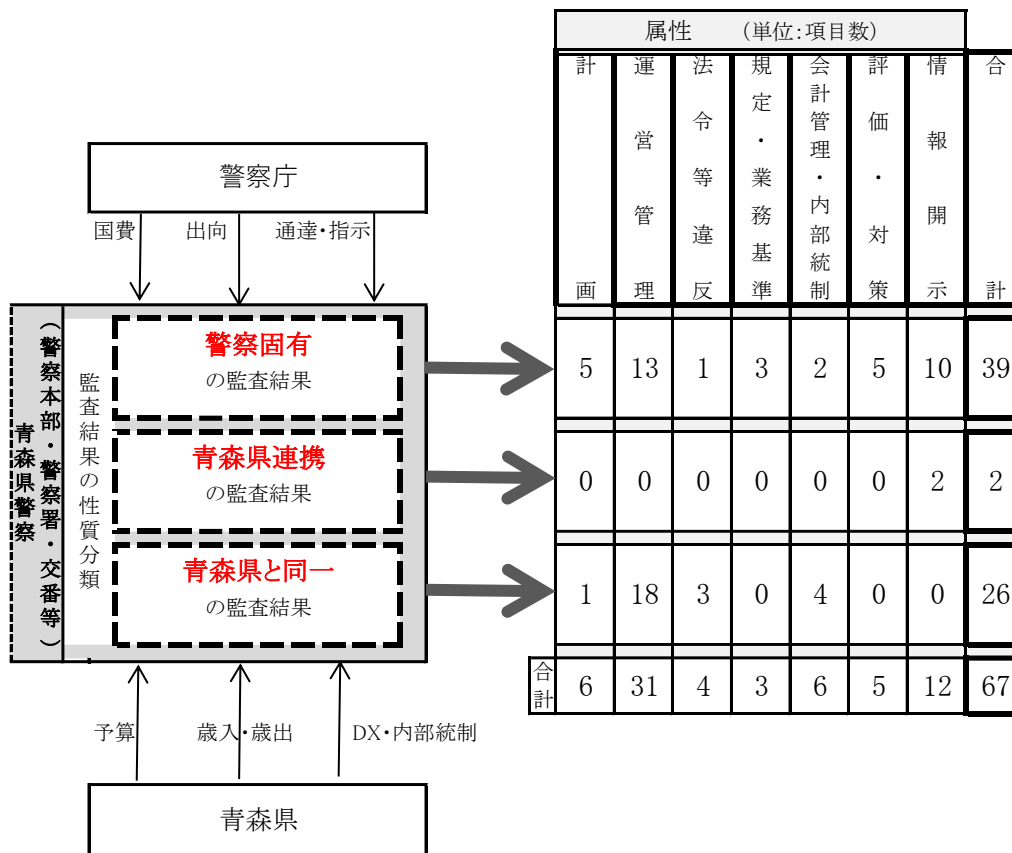 属性 (単位:項目数)
計画
運営管理
法令等違反
規定・業務基準
会計管理・内部統制
評価・対策
情報開示
合計
警察庁
国費 出向 通達・指示
青森県警察
(警察本部・警察署・交番等)
監査結果の性質分類
警察固有
の監査結果
5 13 1 3 2 5 10 39
青森県連携
の監査結果
0 0 0 0 0 0 2 2
青森県と同一
の監査結果
1 18 3 0 4 0 0 26
合計 6 31 4 3 6 5 12 67
予算 歳入・歳出 DX・内部統制
青森県